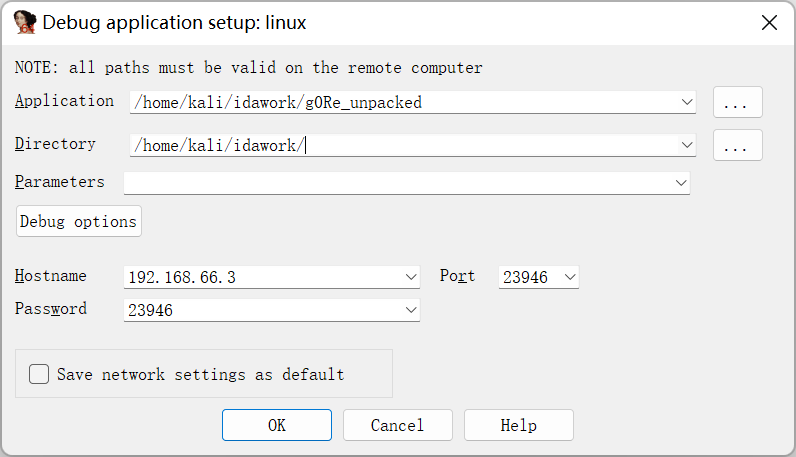 Debug application setup: linux
NOTE: all paths must be valid on the remote computer
Application /home/kali/idawork/g0Re_unpacked ...
Directory /home/kali/idawork/ ...
Parameters
Debug options
Hostname 192.168.66.3 Port 23946
Password 23946
Save network settings as default
OK Cancel Help